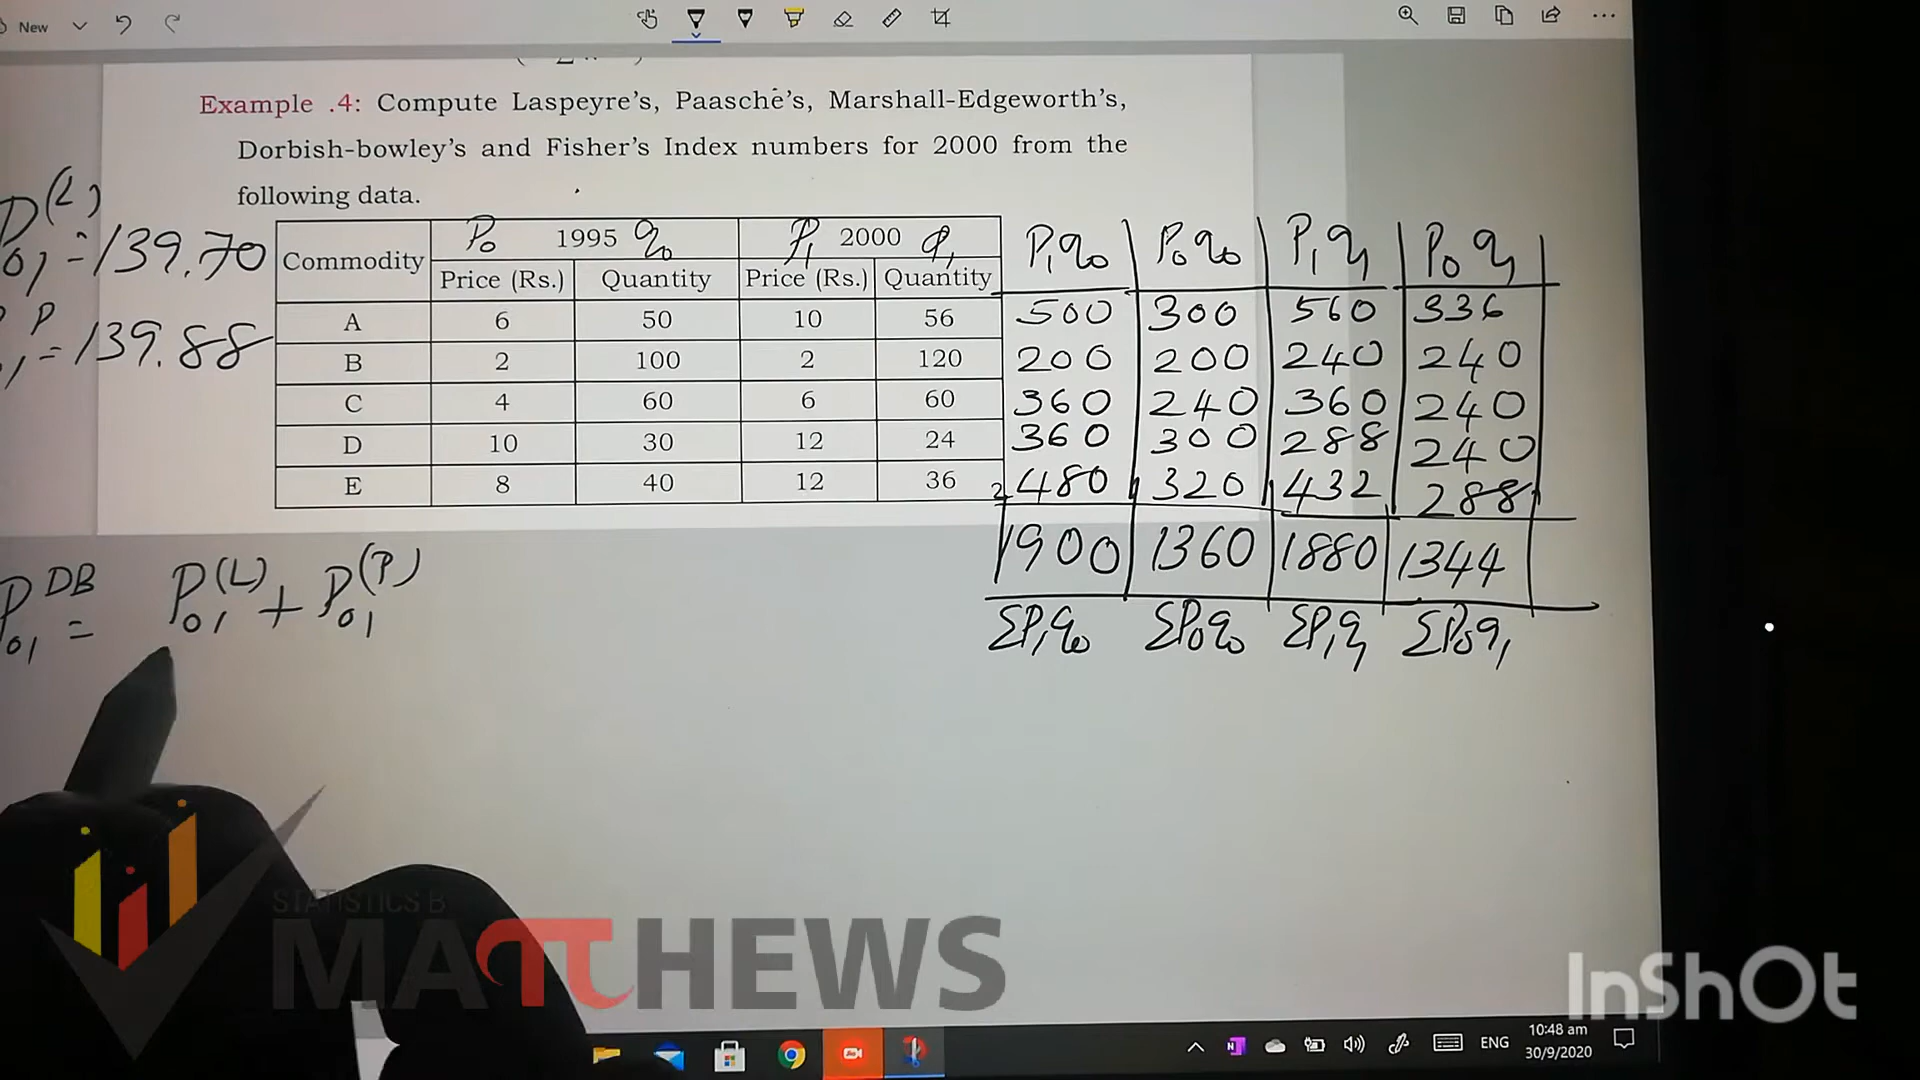 New
Example .4: Compute Laspeyre's, Paasche's, Marshall-Edgeworth's,
Dorbish-bowley's and Fisher's Index numbers for 2000 from the
following data.
P01(L) = 139.70
P = 139.88
Commodity P0 1995 q0 P1 2000 q1 P1q0 P0q0 P1q1 P0q1
Price (Rs.) Quantity Price (Rs.) Quantity
A 6 50 10 56 500 300 560 336
B 2 100 2 120 200 200 240 240
C 4 60 6 60 360 240 360 240
D 10 30 12 24 360 300 288 240
E 8 40 12 36 480 320 432 288
1900 1360 1880 1344
ΣP1q0 ΣP0q0 ΣP1q1 ΣP0q1
P01 DB = P01(L) + P01(P)
STATISTICS B
MATTHEWS
InShOt
ENG
10:48 am
30/9/2020